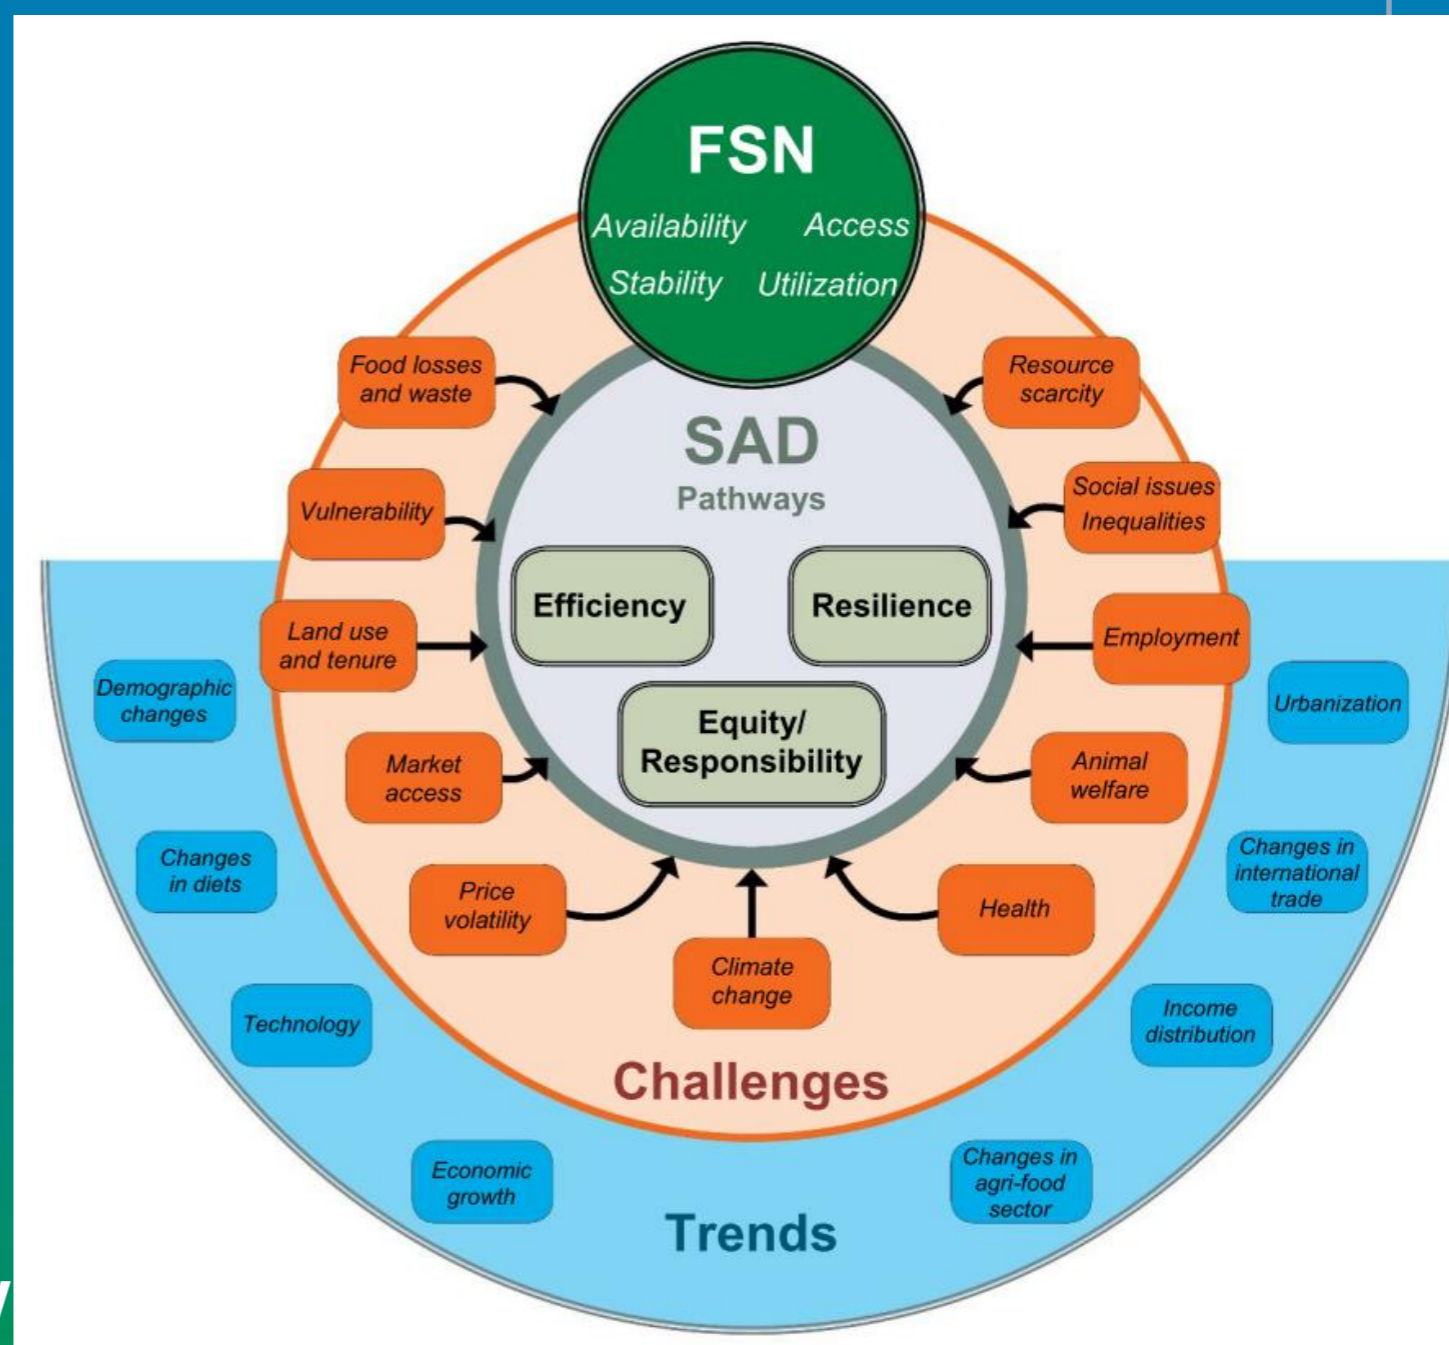 FSN
Availability Access
Stability Utilization
Food losses
and waste
Resource
scarcity
SAD
Pathways
Vulnerability
Social issues
Inequalities
Efficiency
Resilience
Land use
and tenure
Employment
Equity/
Responsibility
Demographic
changes
Urbanization
Market
access
Animal
welfare
Changes
in diets
Changes in
international
trade
Price
volatility
Health
Climate
change
Technology
Income
distribution
Challenges
Economic
growth
Changes in
agri-food
sector
Trends